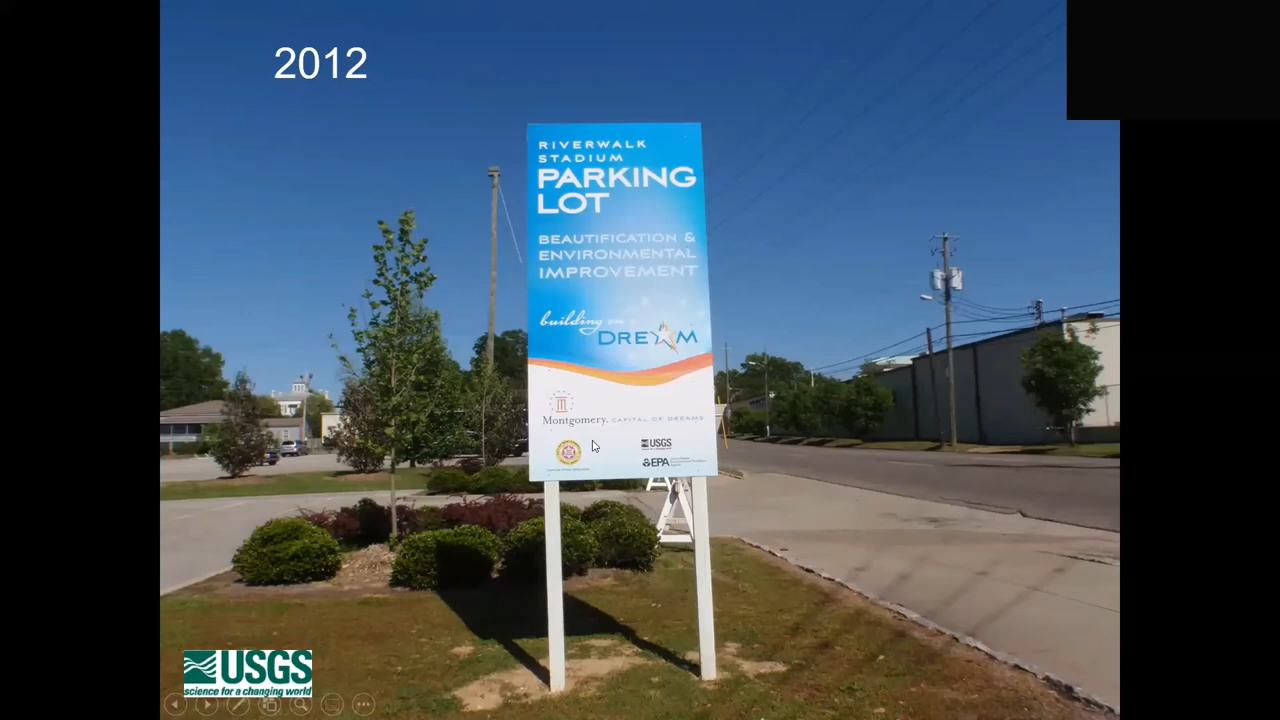 2012
RIVERWALK
STADIUM
PARKING
LOT
BEAUTIFICATION &
ENVIRONMENTAL
IMPROVEMENT
building
DREAM
Montgomery. CAPITAL OF DREAMS
USGS
EPA
USGS
science for a changing world